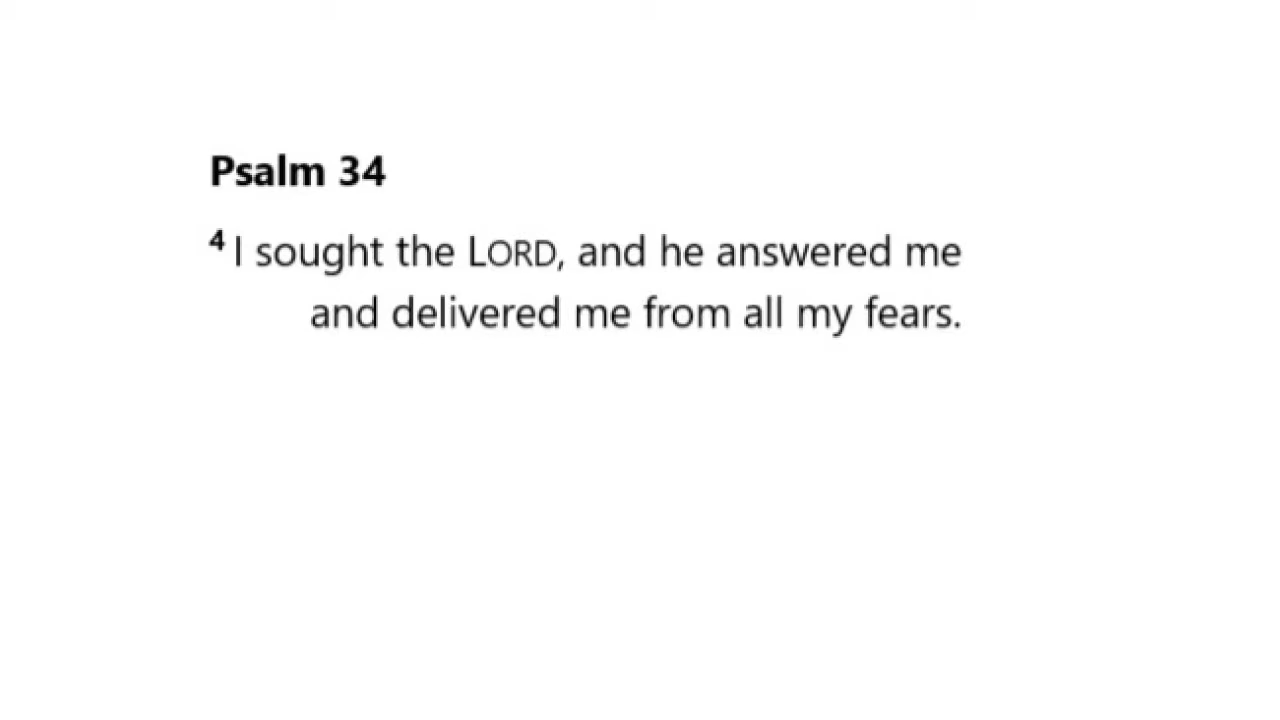 Psalm 34
4 I sought the LORD, and he answered me
and delivered me from all my fears.